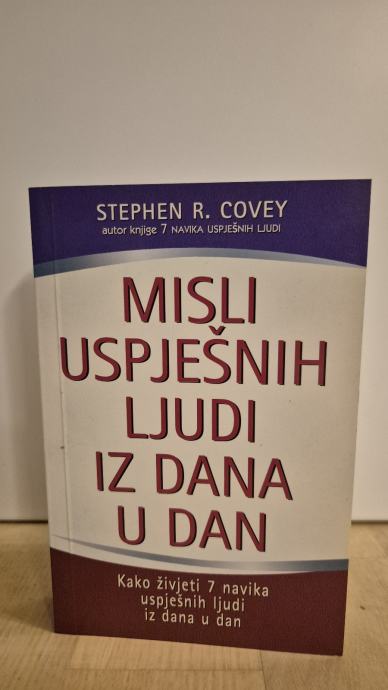 STEPHEN R. COVEY
autor knjige 7 NAVIKA USPJEŠNIH LJUDI
MISLI
USPJEŠNIH
LJUDI
IZ DANA
U DAN
Kako živjeti 7 navika
uspješnih ljudi
iz dana u dan